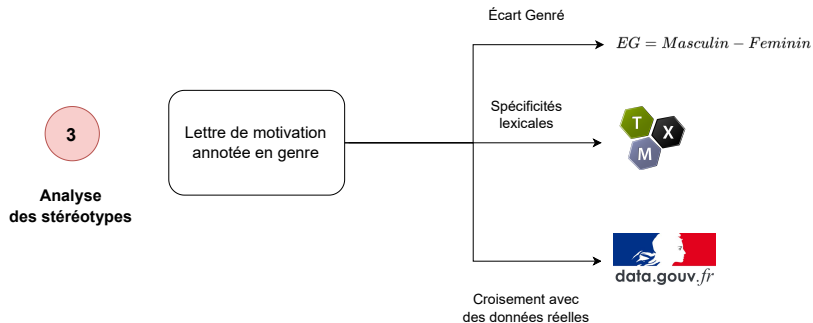 Écart Genré
EG = Masculin − Feminin
3
Analyse
des stéréotypes
Lettre de motivation
annotée en genre
Spécificités
lexicales
T
X
M
data.gouv.fr
Croisement avec
des données réelles